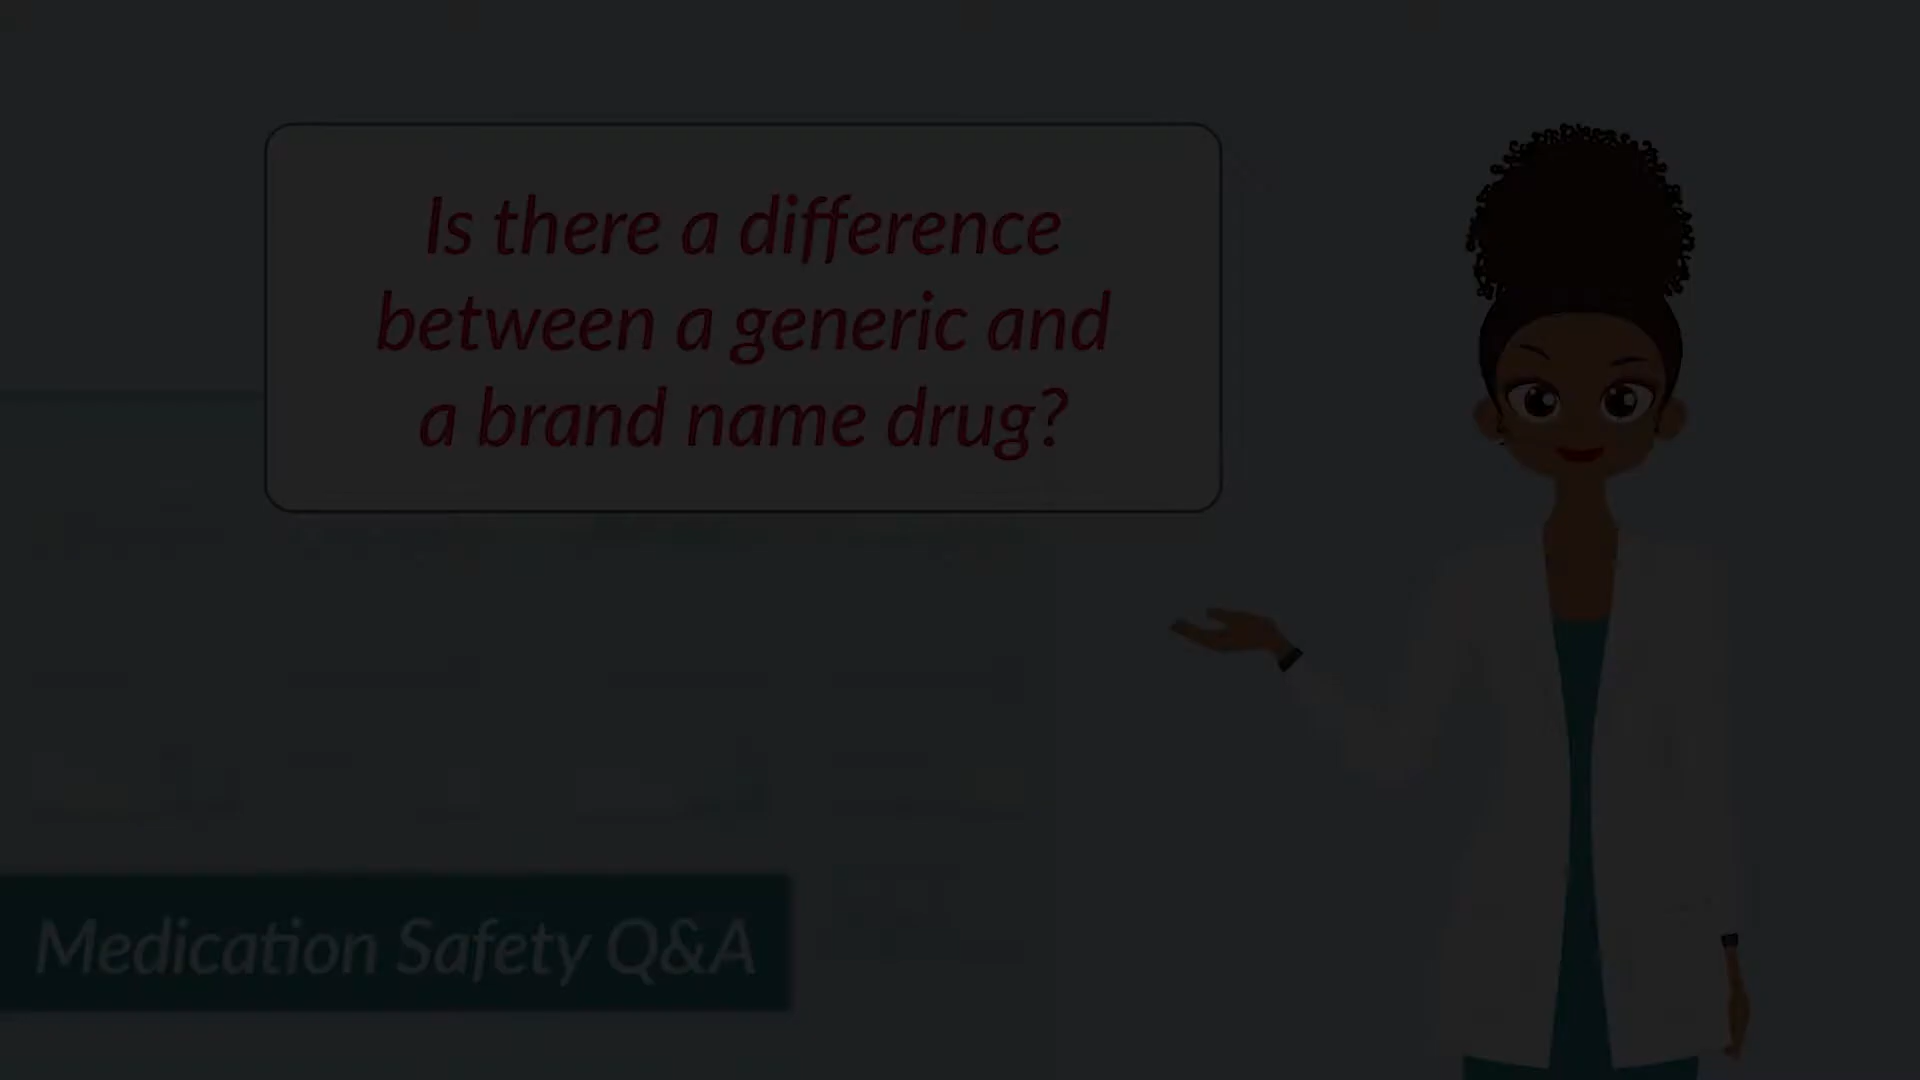 Is there a difference
between a generic and
a brand name drug?
Medication Safety Q&A